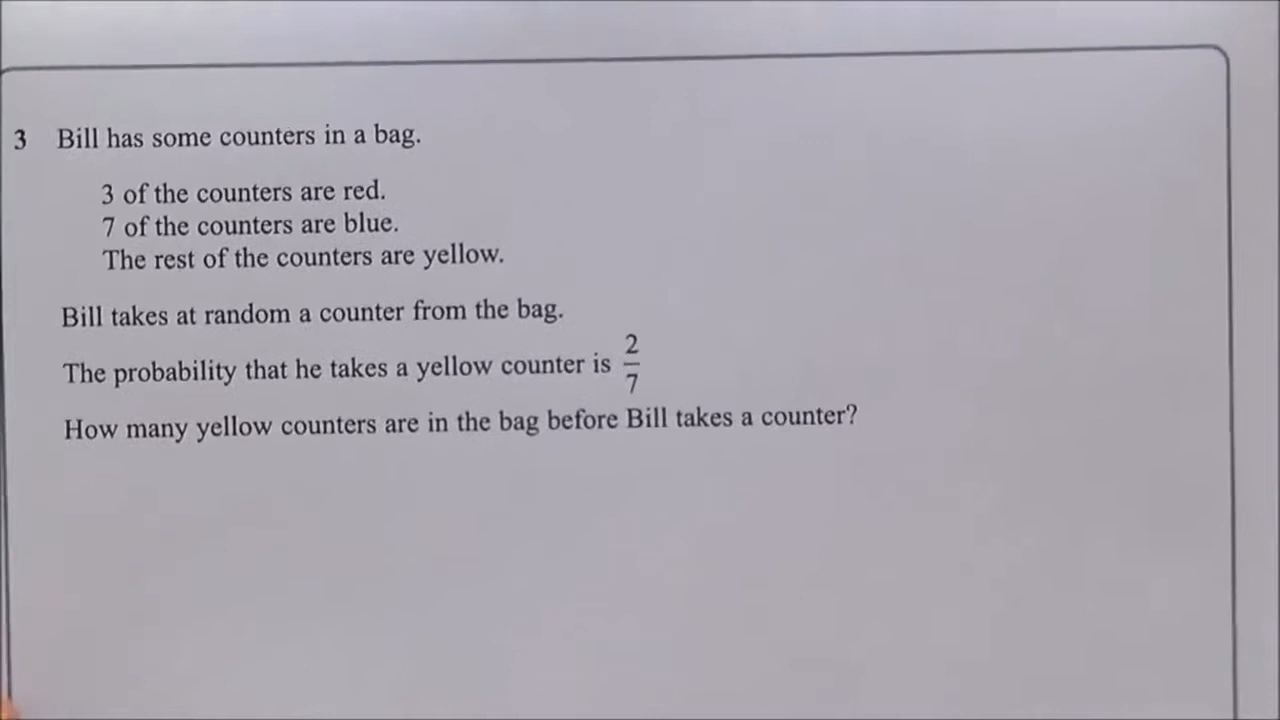 3 Bill has some counters in a bag.
3 of the counters are red.
7 of the counters are blue.
The rest of the counters are yellow.
Bill takes at random a counter from the bag.
The probability that he takes a yellow counter is 2/7
How many yellow counters are in the bag before Bill takes a counter?